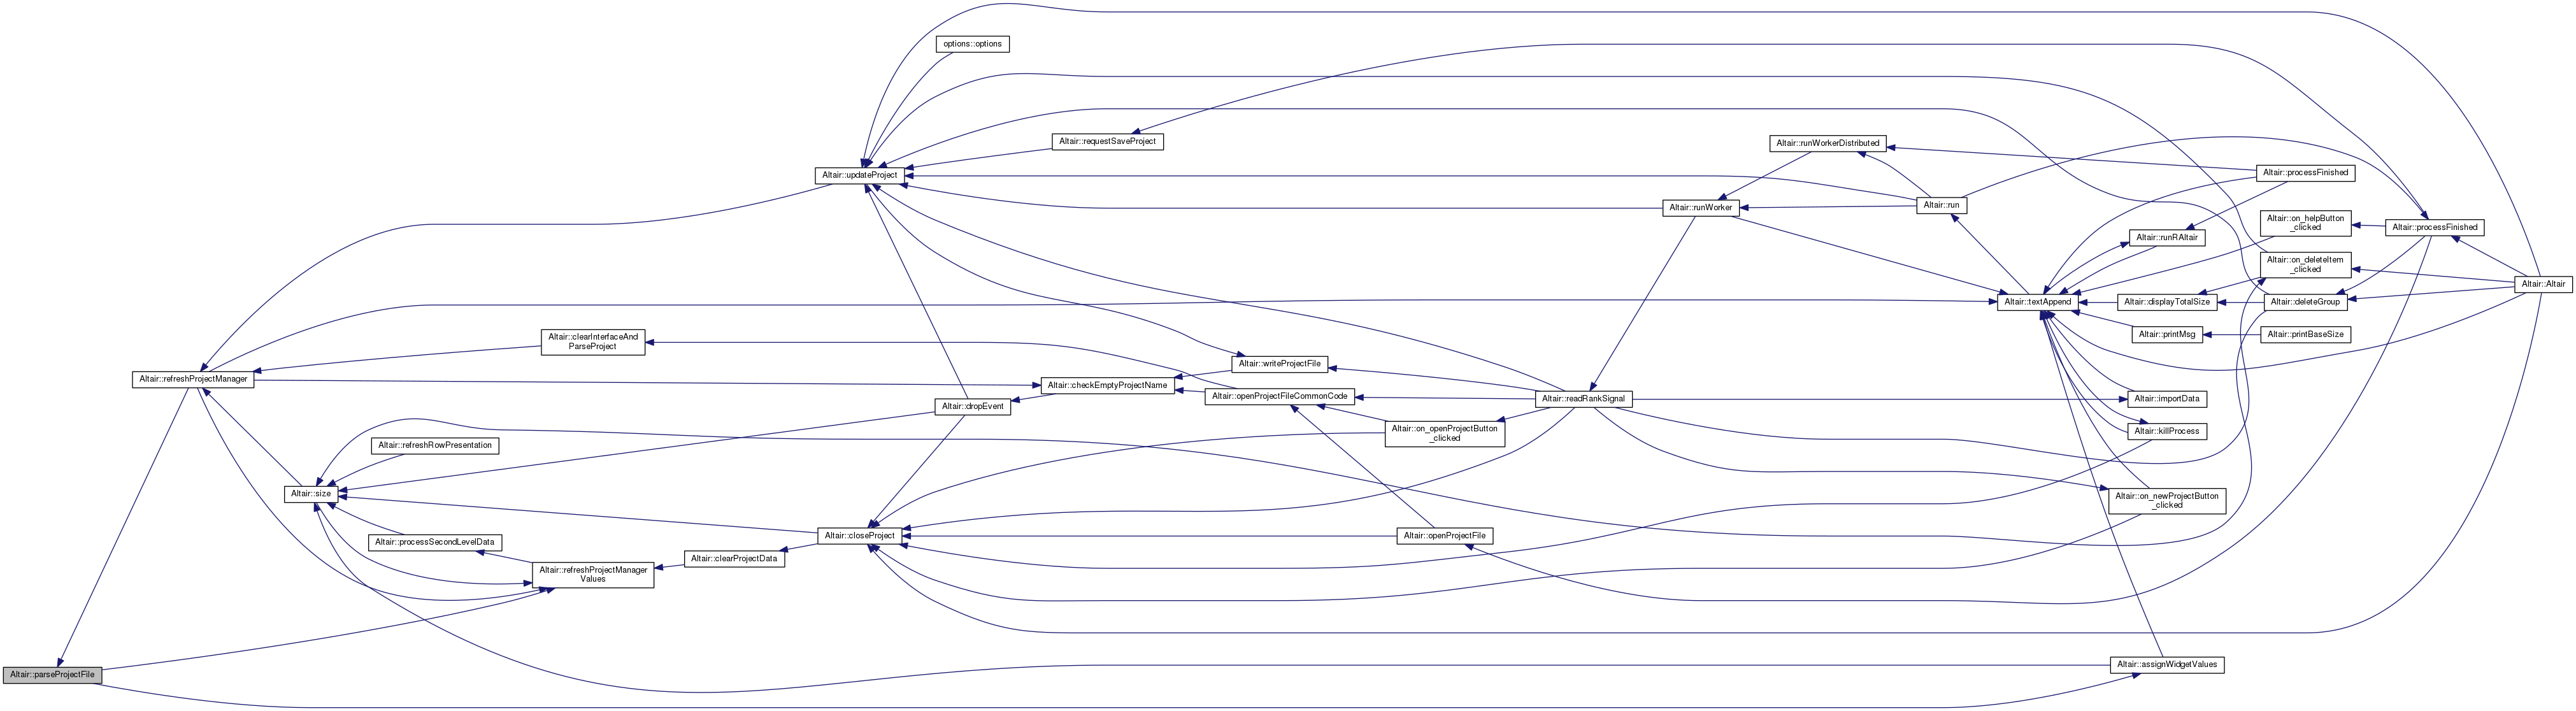 options::options
Altair::requestSaveProject
Altair::runWorkerDistributed
Altair::updateProject
Altair::processFinished
Altair::runWorker
Altair::run
Altair::on_helpButton
_clicked
Altair::processFinished
Altair::runRAltair
Altair::on_deleteItem
_clicked
Altair::Altair
Altair::textAppend
Altair::displayTotalSize
Altair::deleteGroup
Altair::printMsg
Altair::printBaseSize
Altair::clearInterfaceAnd
ParseProject
Altair::writeProjectFile
Altair::refreshProjectManager
Altair::checkEmptyProjectName
Altair::openProjectFileCommonCode
Altair::readRankSignal
Altair::importData
Altair::dropEvent
Altair::on_openProjectButton
_clicked
Altair::killProcess
Altair::refreshRowPresentation
Altair::size
Altair::on_newProjectButton
_clicked
Altair::closeProject
Altair::openProjectFile
Altair::processSecondLevelData
Altair::clearProjectData
Altair::refreshProjectManager
Values
Altair::assignWidgetValues
Altair::parseProjectFile